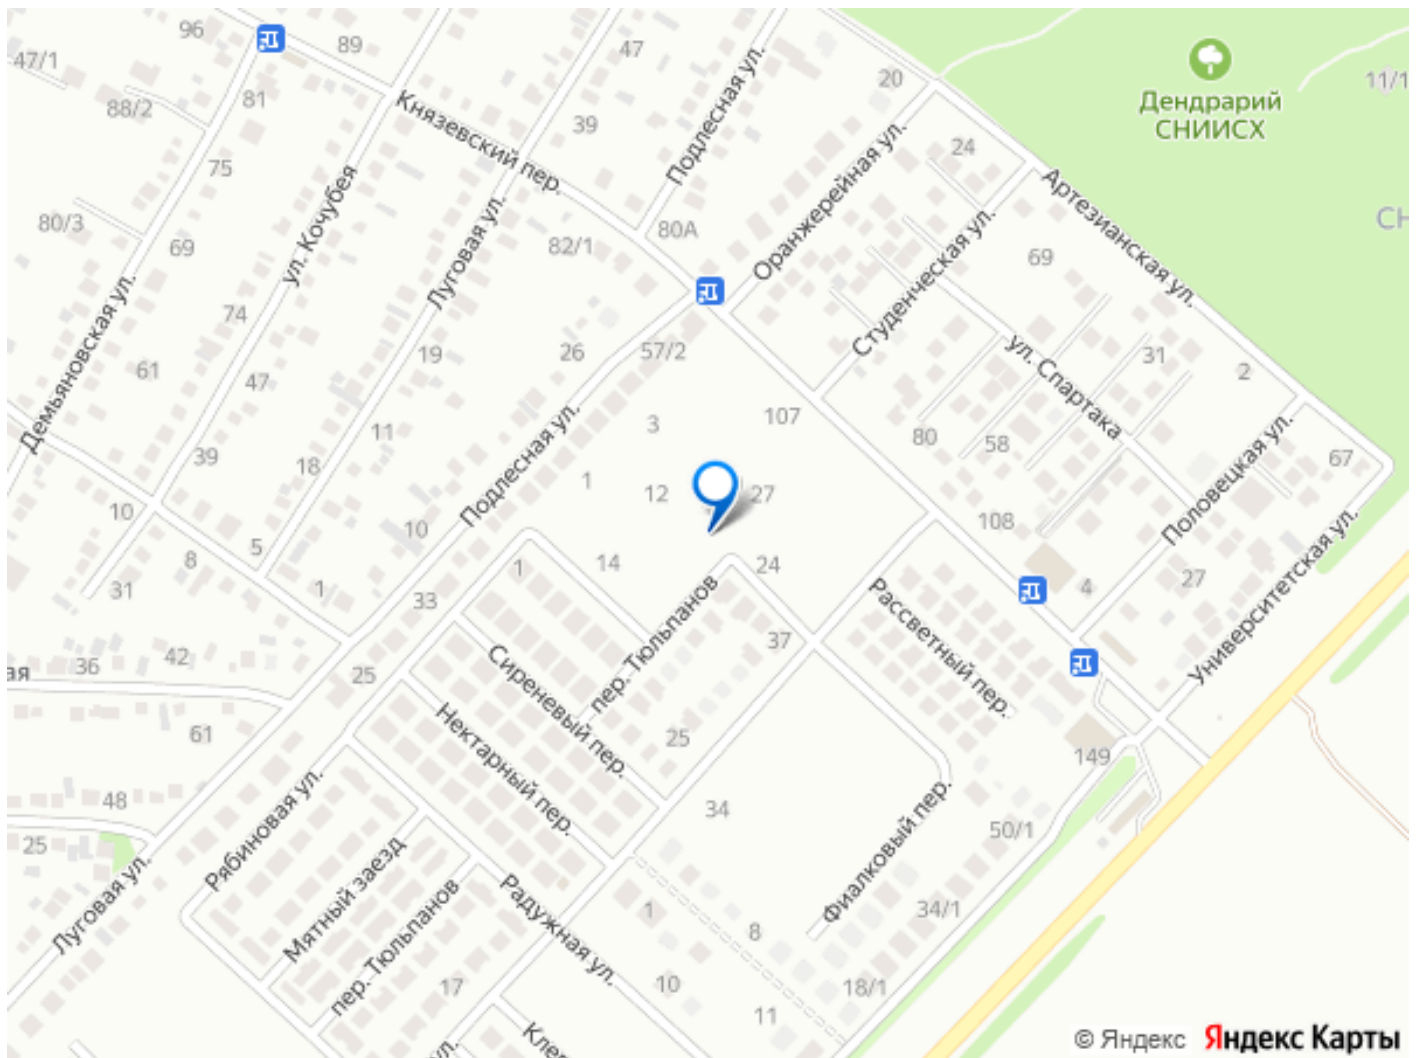 96
89
47
47/1
20
11/1
Дендрарий
СНИИСХ
88/2
81
Князевский пер.
39
Подлесная ул.
24
75
ул. Кочубея
Оранжерейная ул.
Артезианская ул.
80/3
69
Луговая ул.
82/1
80А
Студенческая ул.
69
СН
Демьяновская ул.
74
61
47
19
26
57/2
ул. Спартака
31
2
11
3
107
80
58
39
18
Подлесная ул.
1
12
27
Половецкая ул.
67
10
10
108
Университетская ул.
8
5
31
1
33
1
14
24
Рассветный пер.
4
27
36
42
ая
25
Сиреневый пер.
пер. Тюльпанов
37
61
Нектарный пер.
25
149
48
25
Рябиновая ул.
34
50/1
Луговая ул.
Мятный заезд
пер. Тюльпанов
Радужная ул.
1
8
Фиалковый пер.
34/1
17
10
11
18/1
ул.
Кле
© Яндекс Яндекс Карты